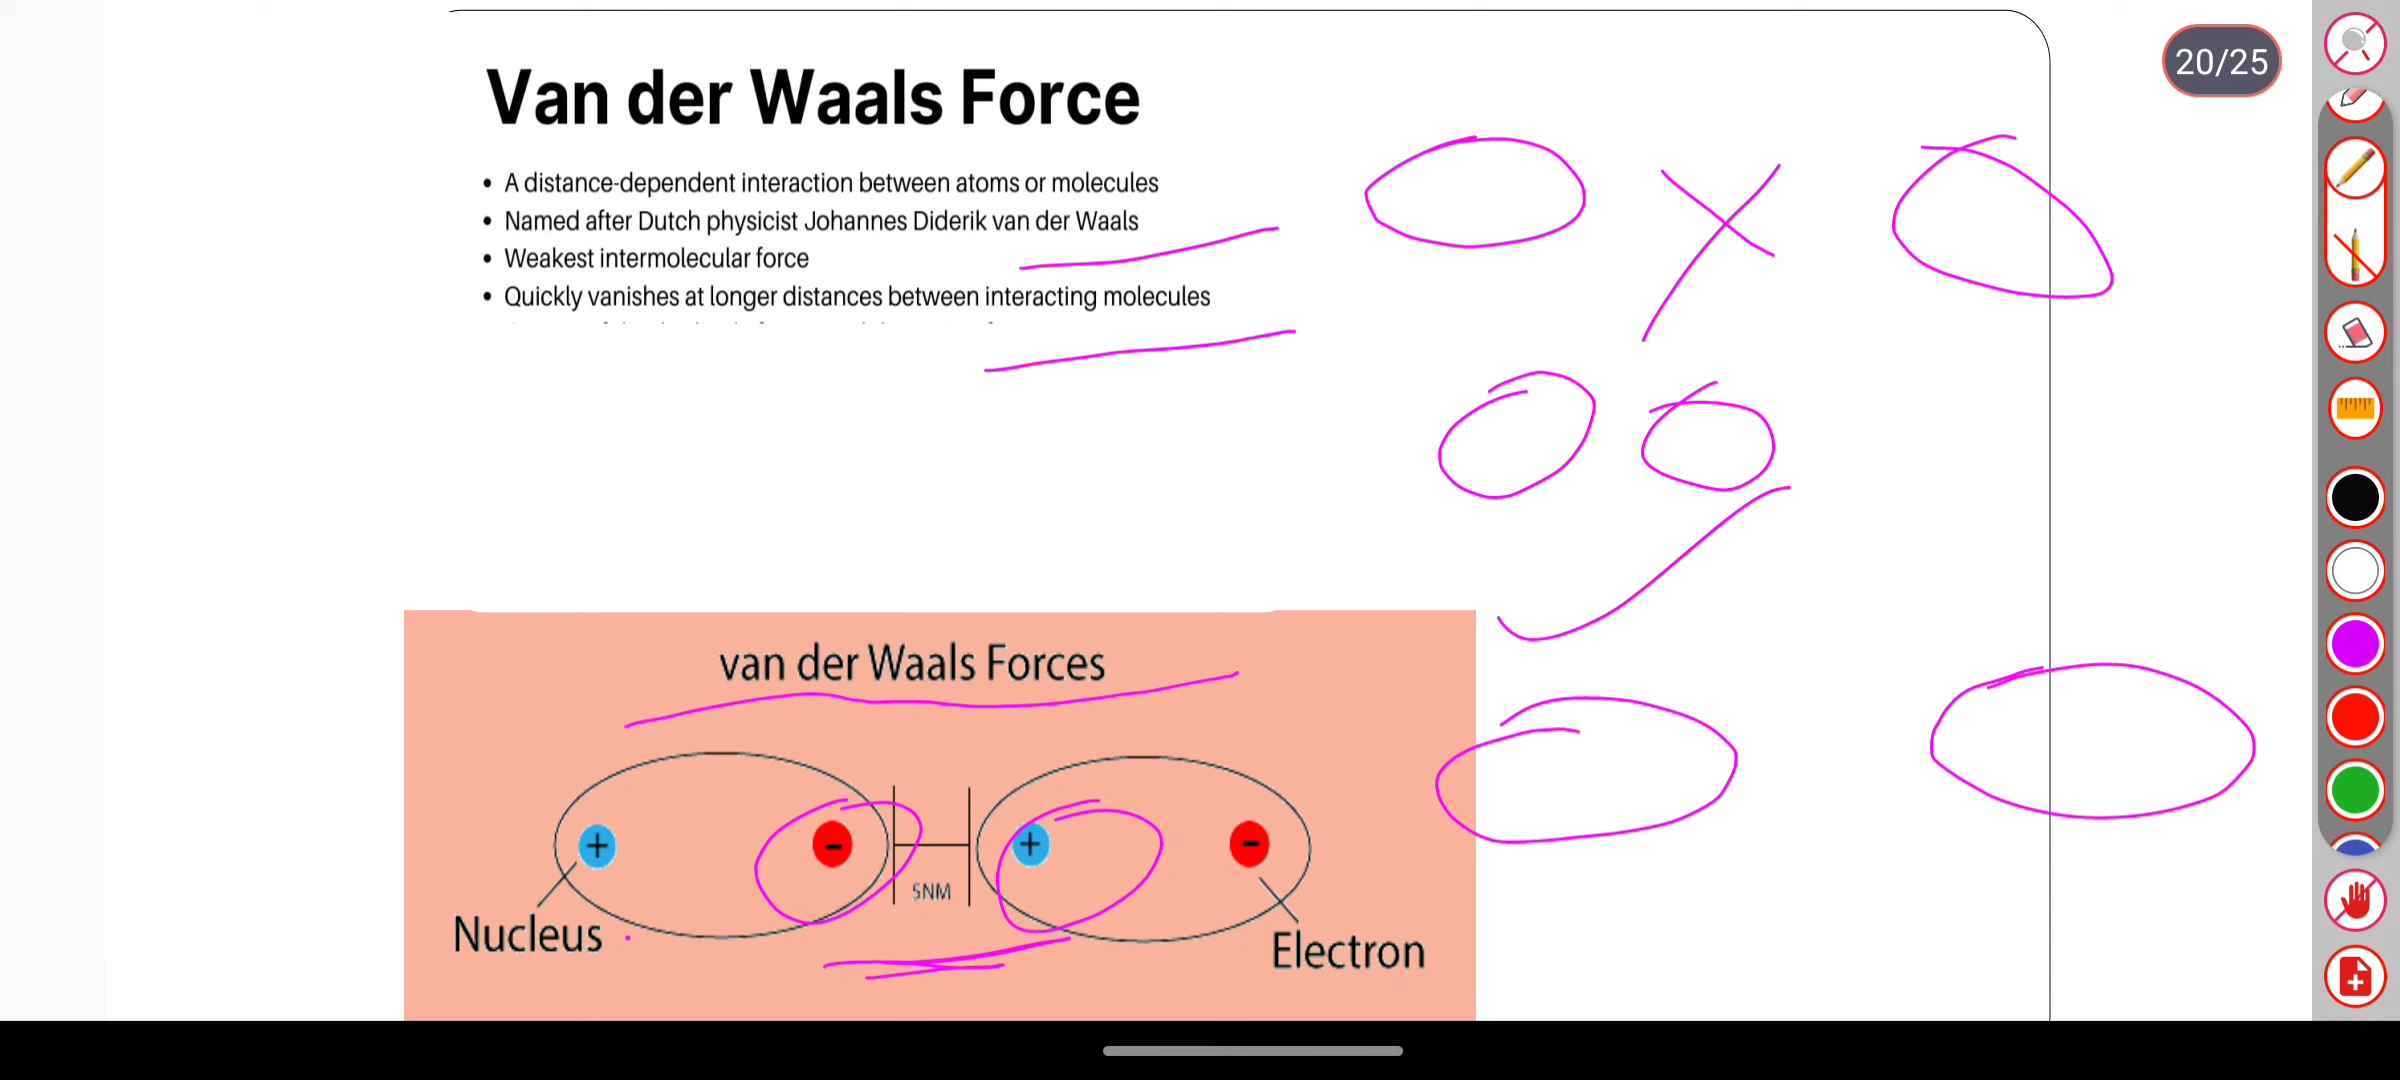 Van der Waals Force
20/25
• A distance-dependent interaction between atoms or molecules
• Named after Dutch physicist Johannes Diderik van der Waals
• Weakest intermolecular force
• Quickly vanishes at longer distances between interacting molecules
van der Waals Forces
+ - + -
5NM
Nucleus
Electron